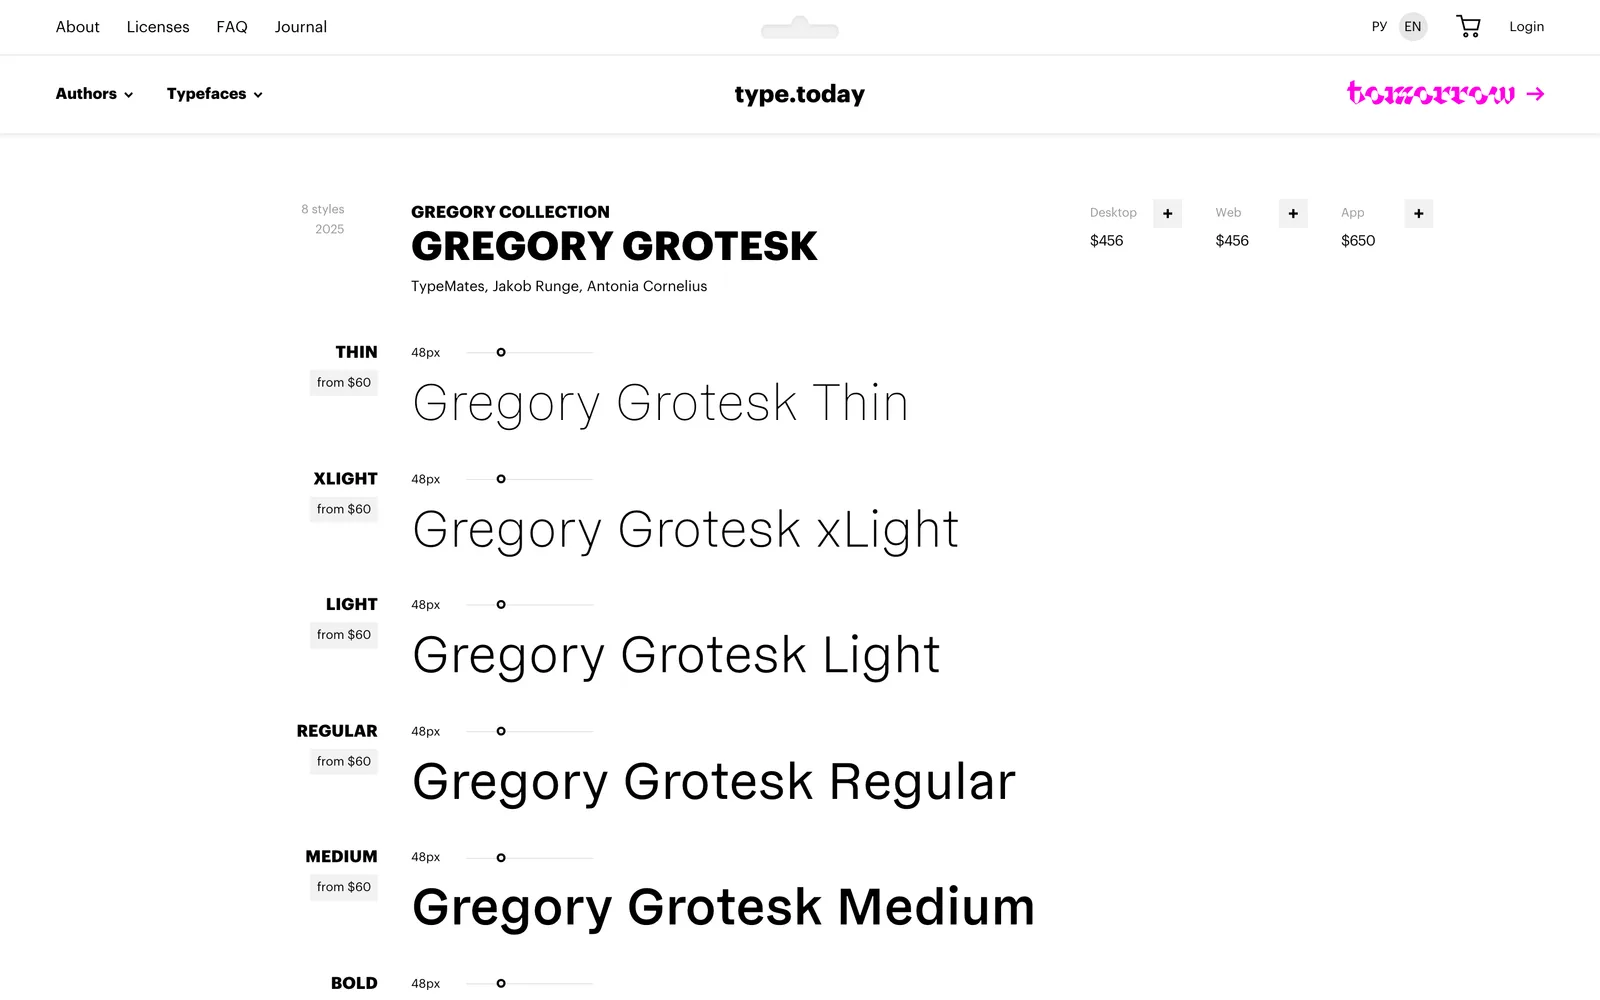 About Licenses FAQ Journal
РУ EN Login
Authors Typefaces
type.today
tomorrow →
8 styles
2025
GREGORY COLLECTION
GREGORY GROTESK
TypeMates, Jakob Runge, Antonia Cornelius
Desktop + Web + App +
$456 $456 $650
THIN 48px
from $60
Gregory Grotesk Thin
XLIGHT 48px
from $60
Gregory Grotesk xLight
LIGHT 48px
from $60
Gregory Grotesk Light
REGULAR 48px
from $60
Gregory Grotesk Regular
MEDIUM 48px
from $60
Gregory Grotesk Medium
BOLD 48px